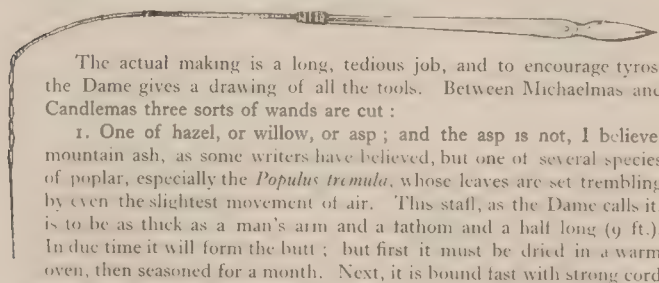 The actual making is a long, tedious job, and to encourage tyros
the Dame gives a drawing of all the tools. Between Michaelmas and
Candlemas three sorts of wands are cut :
1. One of hazel, or willow, or asp ; and the asp is not, I believe
mountain ash, as some writers have believed, but one of several species
of poplar, especially the Populus tremula, whose leaves are set trembling
by even the slightest movement of air. This staff, as the Dame calls it
is to be as thick as a man's arm and a fathom and a half long (9 ft.)
In due time it will form the butt ; but first it must be dried in a warm
oven, then seasoned for a month. Next, it is bound fast with strong cord